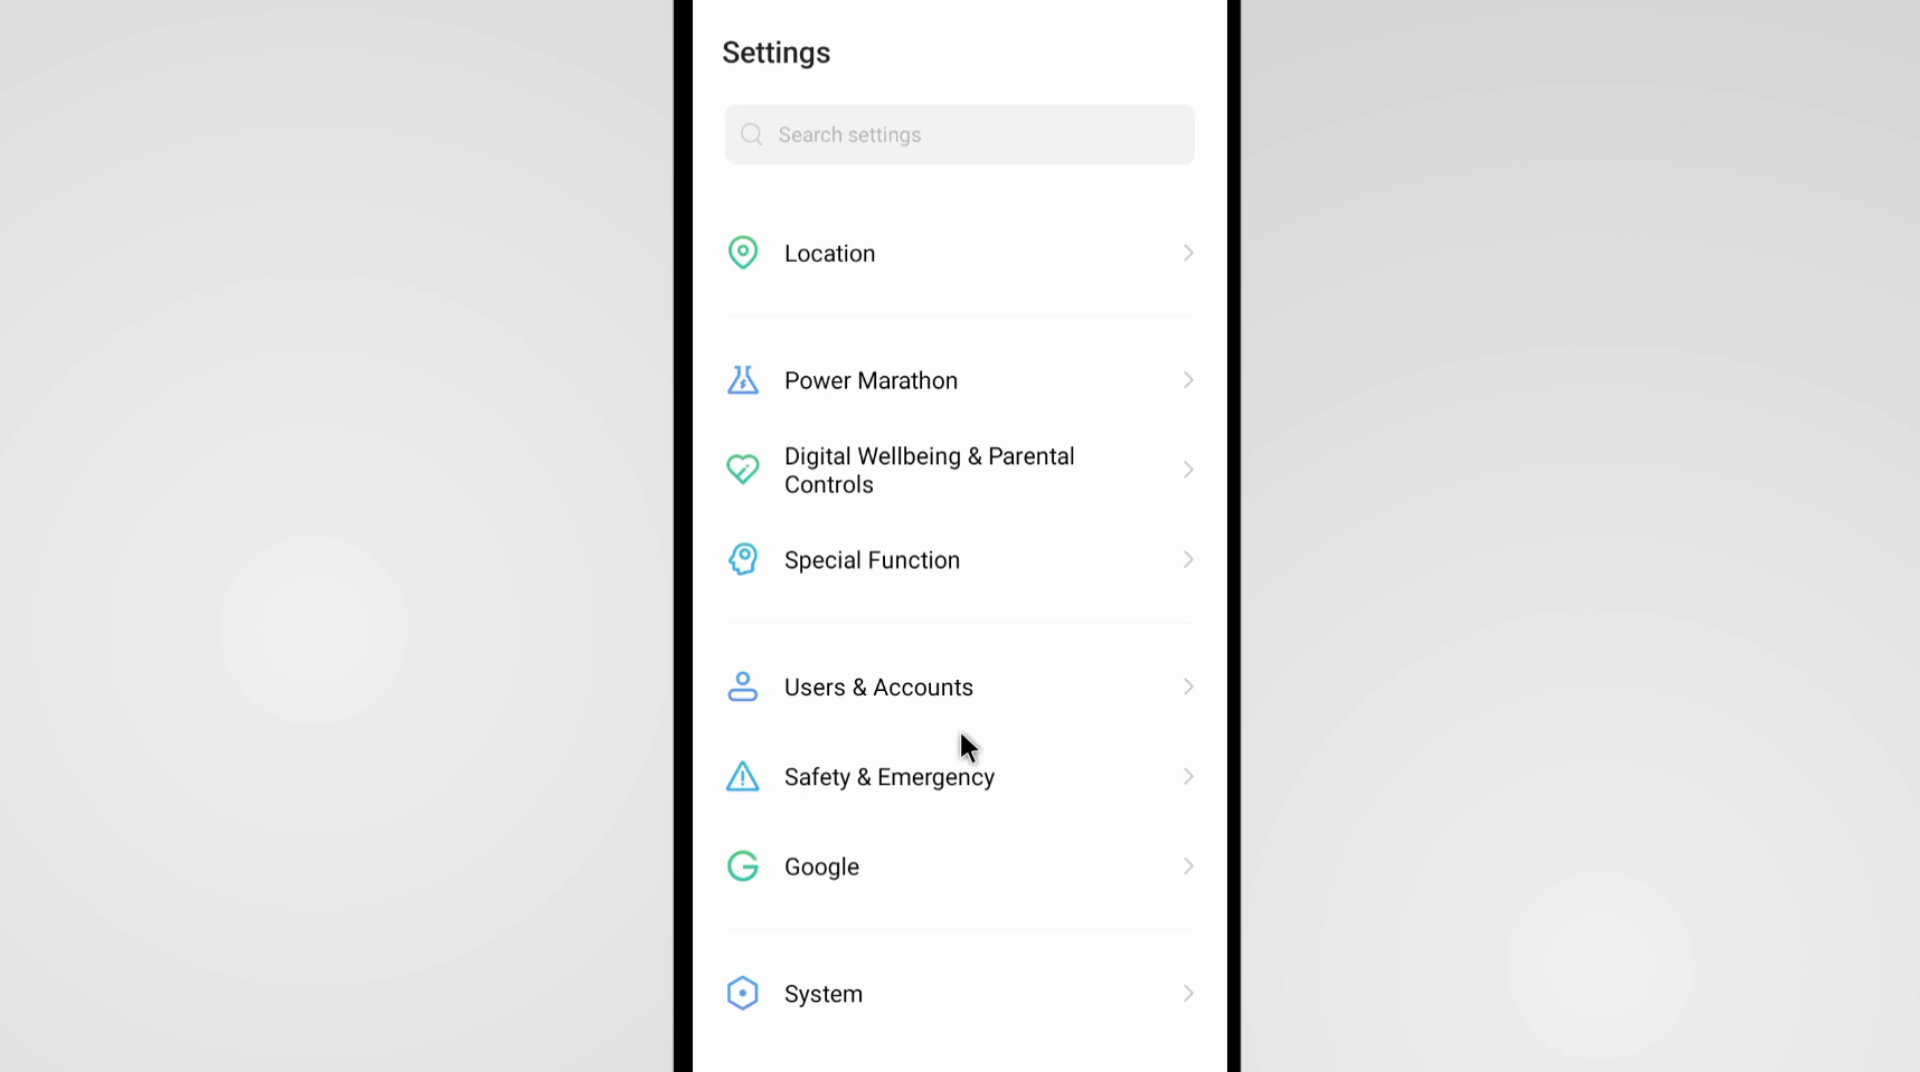 Settings
Search settings
Location
Power Marathon
Digital Wellbeing & Parental
Controls
Special Function
Users & Accounts
Safety & Emergency
Google
System